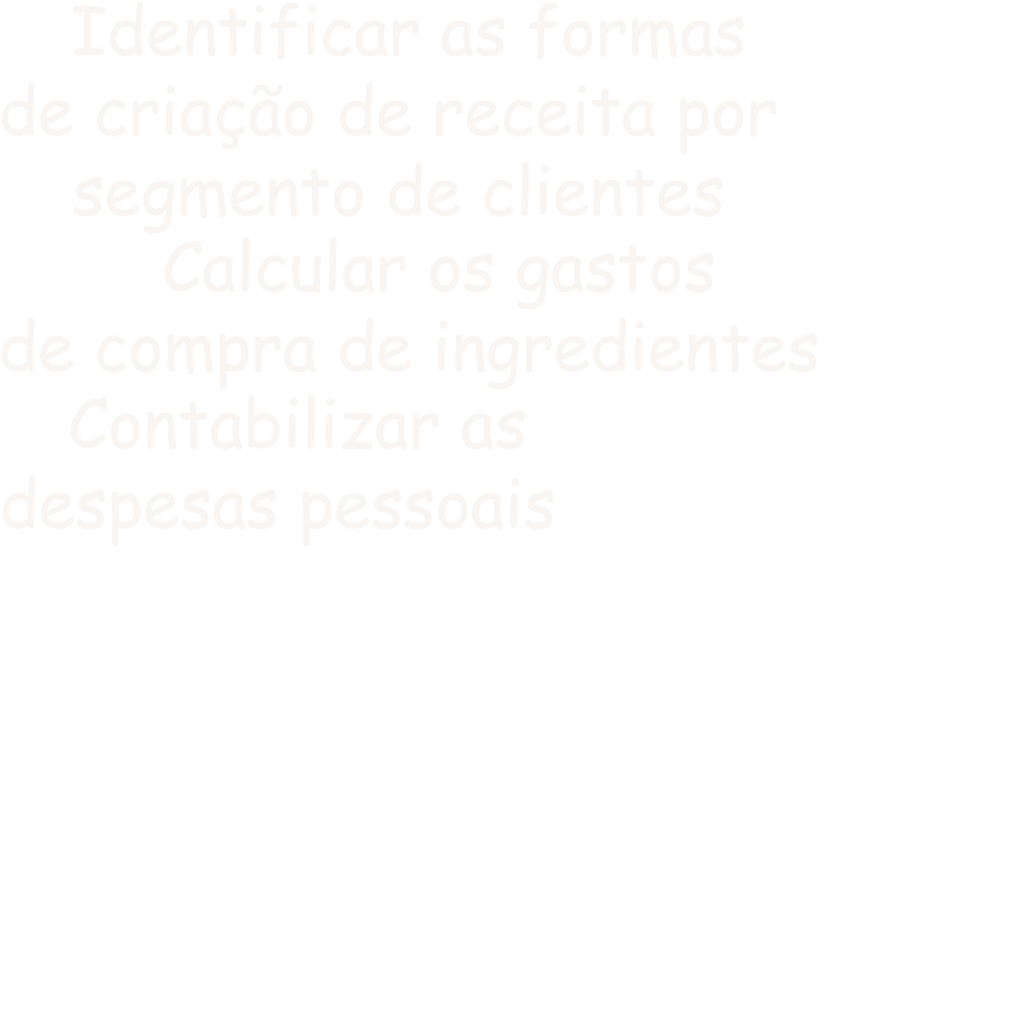 Identificar as formas
de criação de receita por
segmento de clientes
Calcular os gastos
de compra de ingredientes
Contabilizar as
despesas pessoais